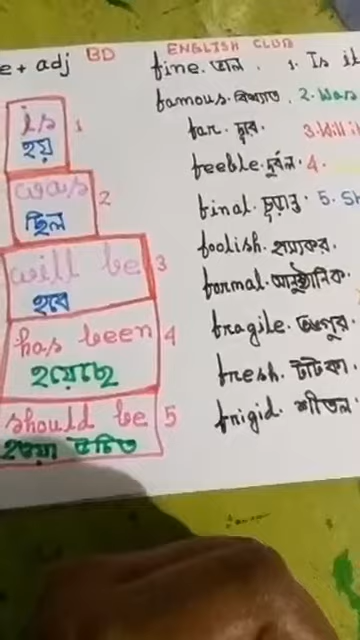 e + adj BD ENGLISH CLUB
is 1
হয়
was 2
ছিল
will be 3
হবে
has been 4
হয়েছে
should be 5
হওয়া উচিত
fine. ভাল. 1. Is it
famous. বিখ্যাত. 2. Was
far. দূর. 3. Will i
feeble. দুর্বল. 4.
final. চূড়ান্ত. 5. Sh
foolish. হাস্যকর.
formal. আনুষ্ঠানিক.
fragile. ভঙ্গুর.
fresh. টাটকা.
frigid. শীতল.